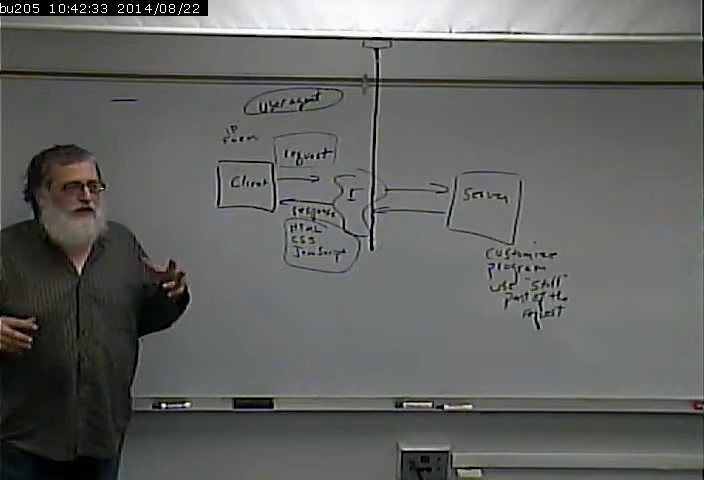 bu205 10:42:33 2014/08/22
User agent
IP
form
request
Client
I
Server
response
HTML
CSS
JavaScript
customize
program
use "stuff"
part of the
request